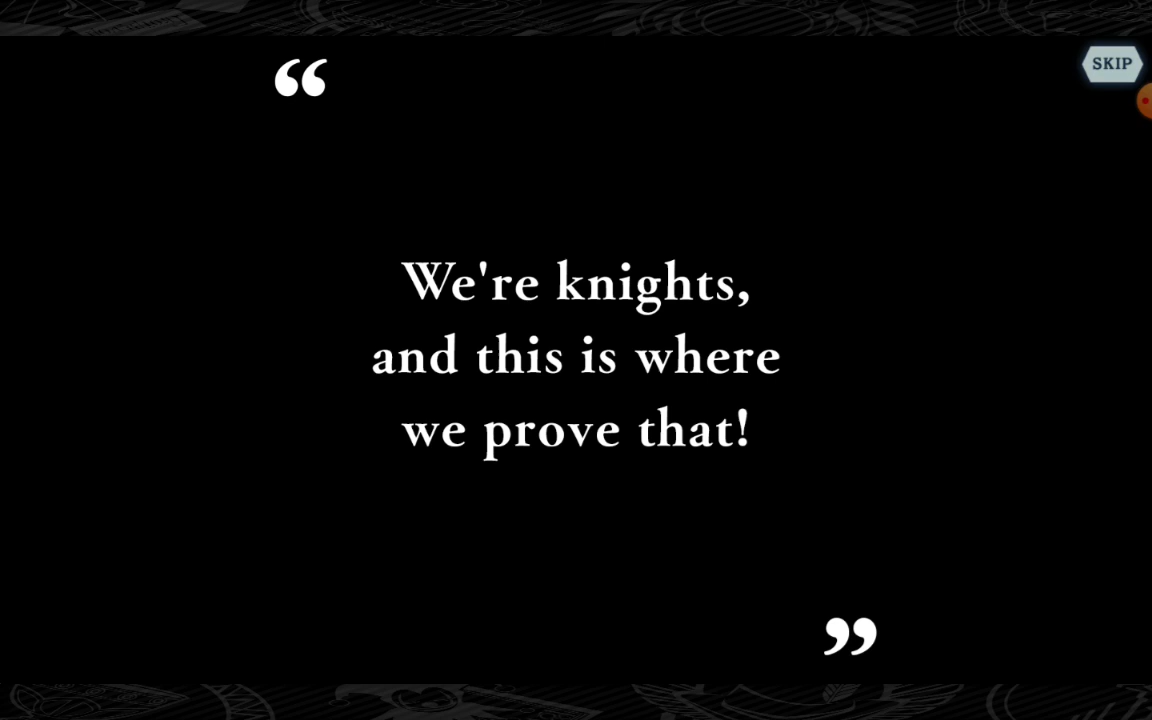 “
SKIP
We're knights,
and this is where
we prove that!
”